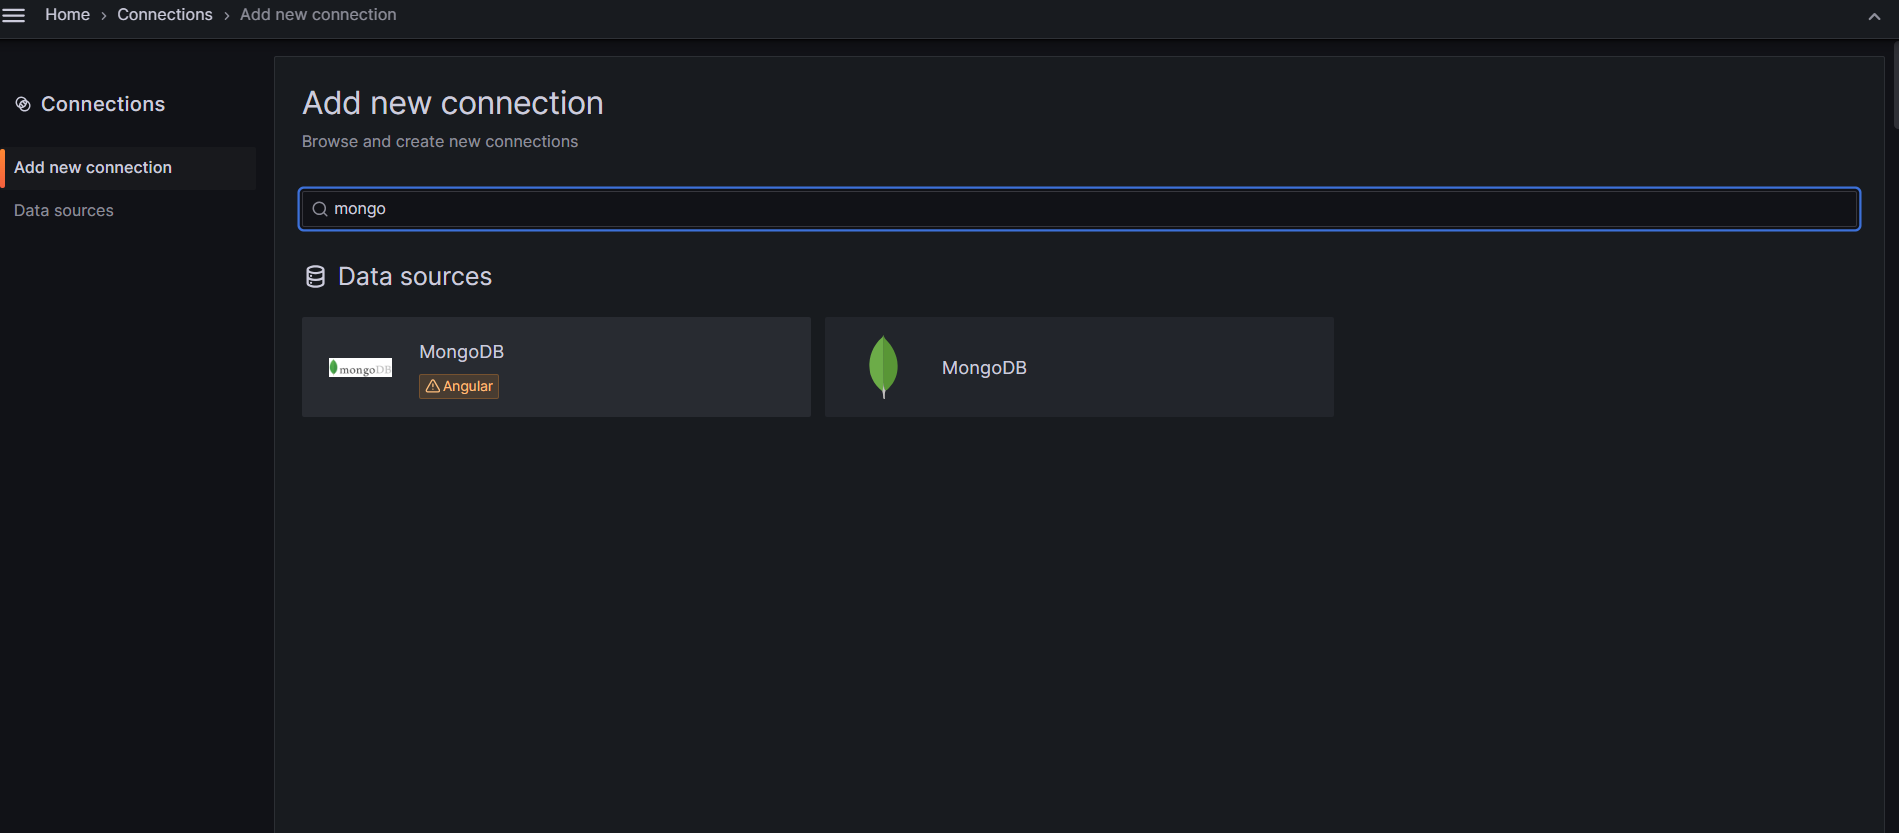 Home › Connections › Add new connection
Connections
Add new connection
Data sources
Add new connection
Browse and create new connections
mongo
Data sources
mongoDB
MongoDB
Angular
MongoDB